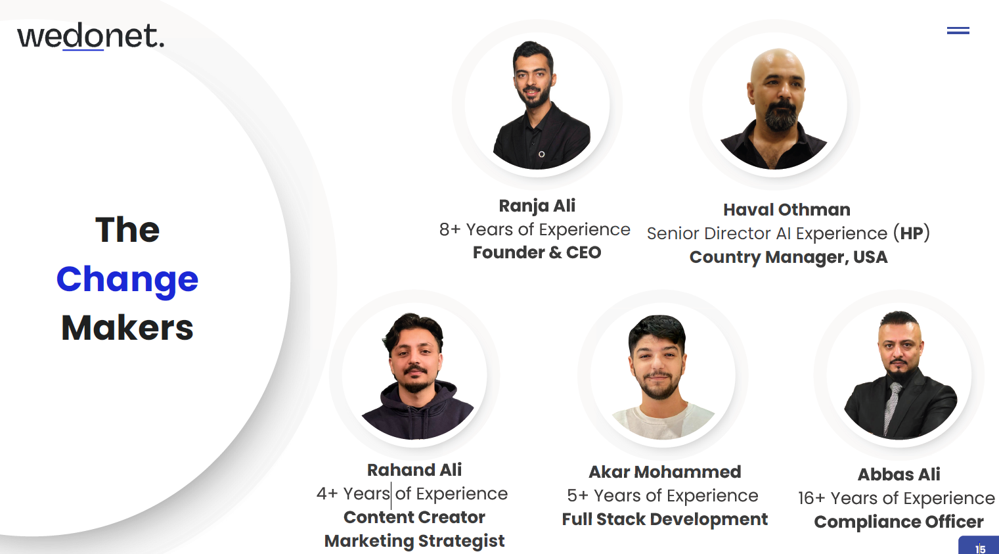 wedonet.
The
Change
Makers
Ranja Ali
8+ Years of Experience
Founder & CEO
Haval Othman
Senior Director AI Experience (HP)
Country Manager, USA
Rahand Ali
4+ Years of Experience
Content Creator
Marketing Strategist
Akar Mohammed
5+ Years of Experience
Full Stack Development
Abbas Ali
16+ Years of Experience
Compliance Officer
15